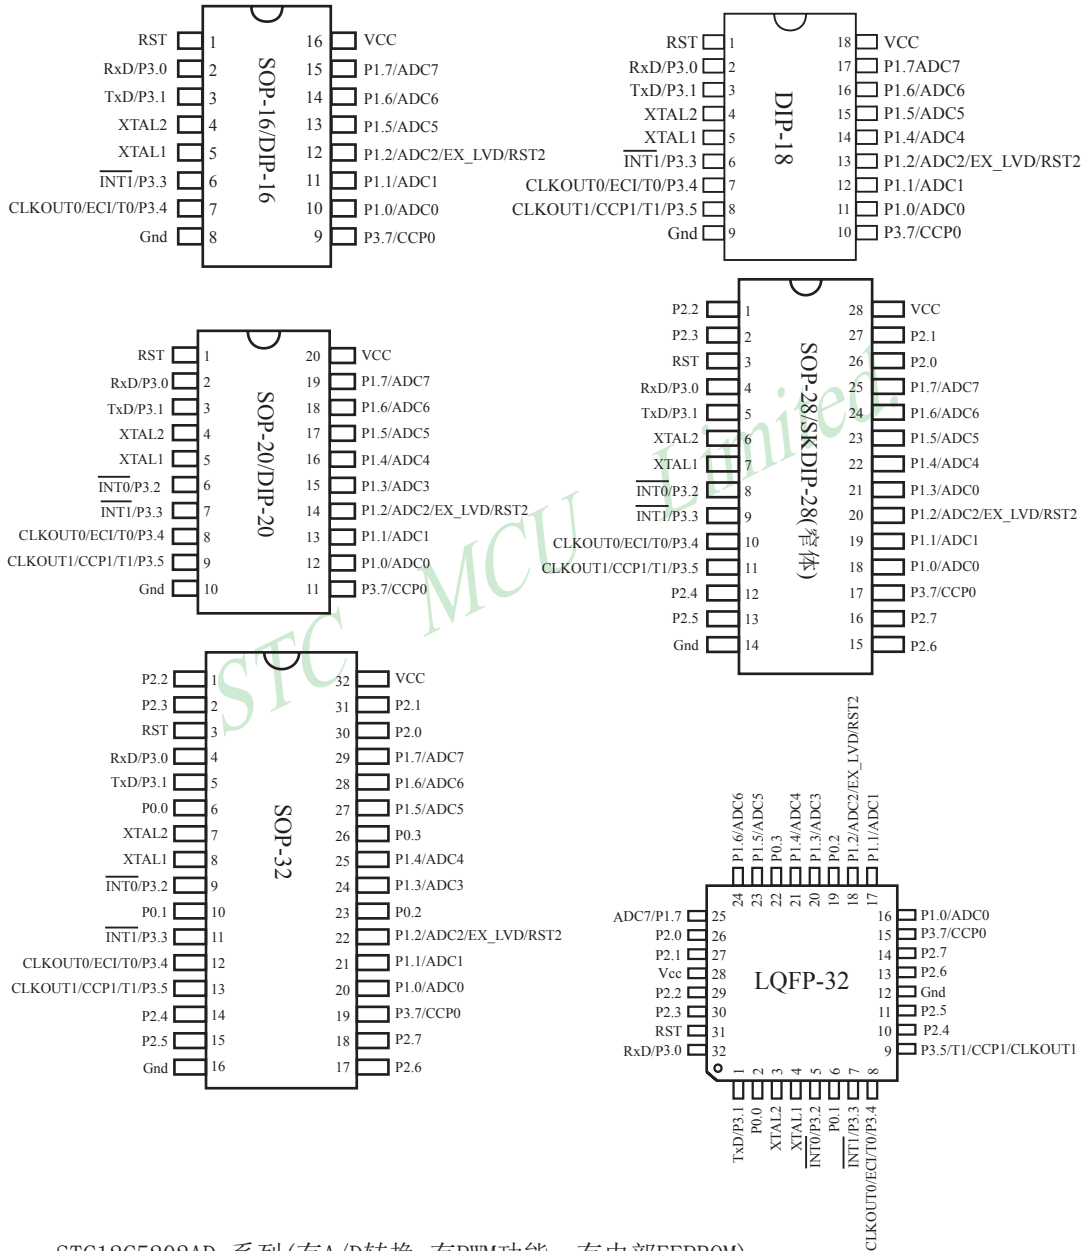 RST 1 16 VCC
RxD/P3.0 2 15 P1.7/ADC7
TxD/P3.1 3 14 P1.6/ADC6
XTAL2 4 13 P1.5/ADC5
XTAL1 5 12 P1.2/ADC2/EX_LVD/RST2
INT1/P3.3 6 11 P1.1/ADC1
CLKOUT0/ECI/T0/P3.4 7 10 P1.0/ADC0
Gnd 8 9 P3.7/CCP0
SOP-16/DIP-16
RST 1 18 VCC
RxD/P3.0 2 17 P1.7ADC7
TxD/P3.1 3 16 P1.6/ADC6
XTAL2 4 15 P1.5/ADC5
XTAL1 5 14 P1.4/ADC4
INT1/P3.3 6 13 P1.2/ADC2/EX_LVD/RST2
CLKOUT0/ECI/T0/P3.4 7 12 P1.1/ADC1
CLKOUT1/CCP1/T1/P3.5 8 11 P1.0/ADC0
Gnd 9 10 P3.7/CCP0
DIP-18
RST 1 20 VCC
RxD/P3.0 2 19 P1.7/ADC7
TxD/P3.1 3 18 P1.6/ADC6
XTAL2 4 17 P1.5/ADC5
XTAL1 5 16 P1.4/ADC4
INT0/P3.2 6 15 P1.3/ADC3
INT1/P3.3 7 14 P1.2/ADC2/EX_LVD/RST2
CLKOUT0/ECI/T0/P3.4 8 13 P1.1/ADC1
CLKOUT1/CCP1/T1/P3.5 9 12 P1.0/ADC0
Gnd 10 11 P3.7/CCP0
SOP-20/DIP-20
P2.2 1 28 VCC
P2.3 2 27 P2.1
RST 3 26 P2.0
RxD/P3.0 4 25 P1.7/ADC7
TxD/P3.1 5 24 P1.6/ADC6
XTAL2 6 23 P1.5/ADC5
XTAL1 7 22 P1.4/ADC4
INT0/P3.2 8 21 P1.3/ADC0
INT1/P3.3 9 20 P1.2/ADC2/EX_LVD/RST2
CLKOUT0/ECI/T0/P3.4 10 19 P1.1/ADC1
CLKOUT1/CCP1/T1/P3.5 11 18 P1.0/ADC0
P2.4 12 17 P3.7/CCP0
P2.5 13 16 P2.7
Gnd 14 15 P2.6
SOP-28/SKDIP-28(窄体)
STC MCU Limited.
P2.2 1 32 VCC
P2.3 2 31 P2.1
RST 3 30 P2.0
RxD/P3.0 4 29 P1.7/ADC7
TxD/P3.1 5 28 P1.6/ADC6
P0.0 6 27 P1.5/ADC5
XTAL2 7 26 P0.3
XTAL1 8 25 P1.4/ADC4
INT0/P3.2 9 24 P1.3/ADC3
P0.1 10 23 P0.2
INT1/P3.3 11 22 P1.2/ADC2/EX_LVD/RST2
CLKOUT0/ECI/T0/P3.4 12 21 P1.1/ADC1
CLKOUT1/CCP1/T1/P3.5 13 20 P1.0/ADC0
P2.4 14 19 P3.7/CCP0
P2.5 15 18 P2.7
Gnd 16 17 P2.6
SOP-32
P1.6/ADC6 24
P1.5/ADC5 23
P0.3 22
P1.4/ADC4 21
P1.3/ADC3 20
P0.2 19
P1.2/ADC2/EX_LVD/RST2 18
P1.1/ADC1 17
ADC7/P1.7 25 16 P1.0/ADC0
P2.0 26 15 P3.7/CCP0
P2.1 27 14 P2.7
Vcc 28 13 P2.6
P2.2 29 12 Gnd
P2.3 30 11 P2.5
RST 31 10 P2.4
RxD/P3.0 32 9 P3.5/T1/CCP1/CLKOUT1
LQFP-32
TxD/P3.1 1
P0.0 2
XTAL2 3
XTAL1 4
INT0/P3.2 5
P0.1 6
INT1/P3.3 7
CLKOUT0/ECI/T0/P3.4 8